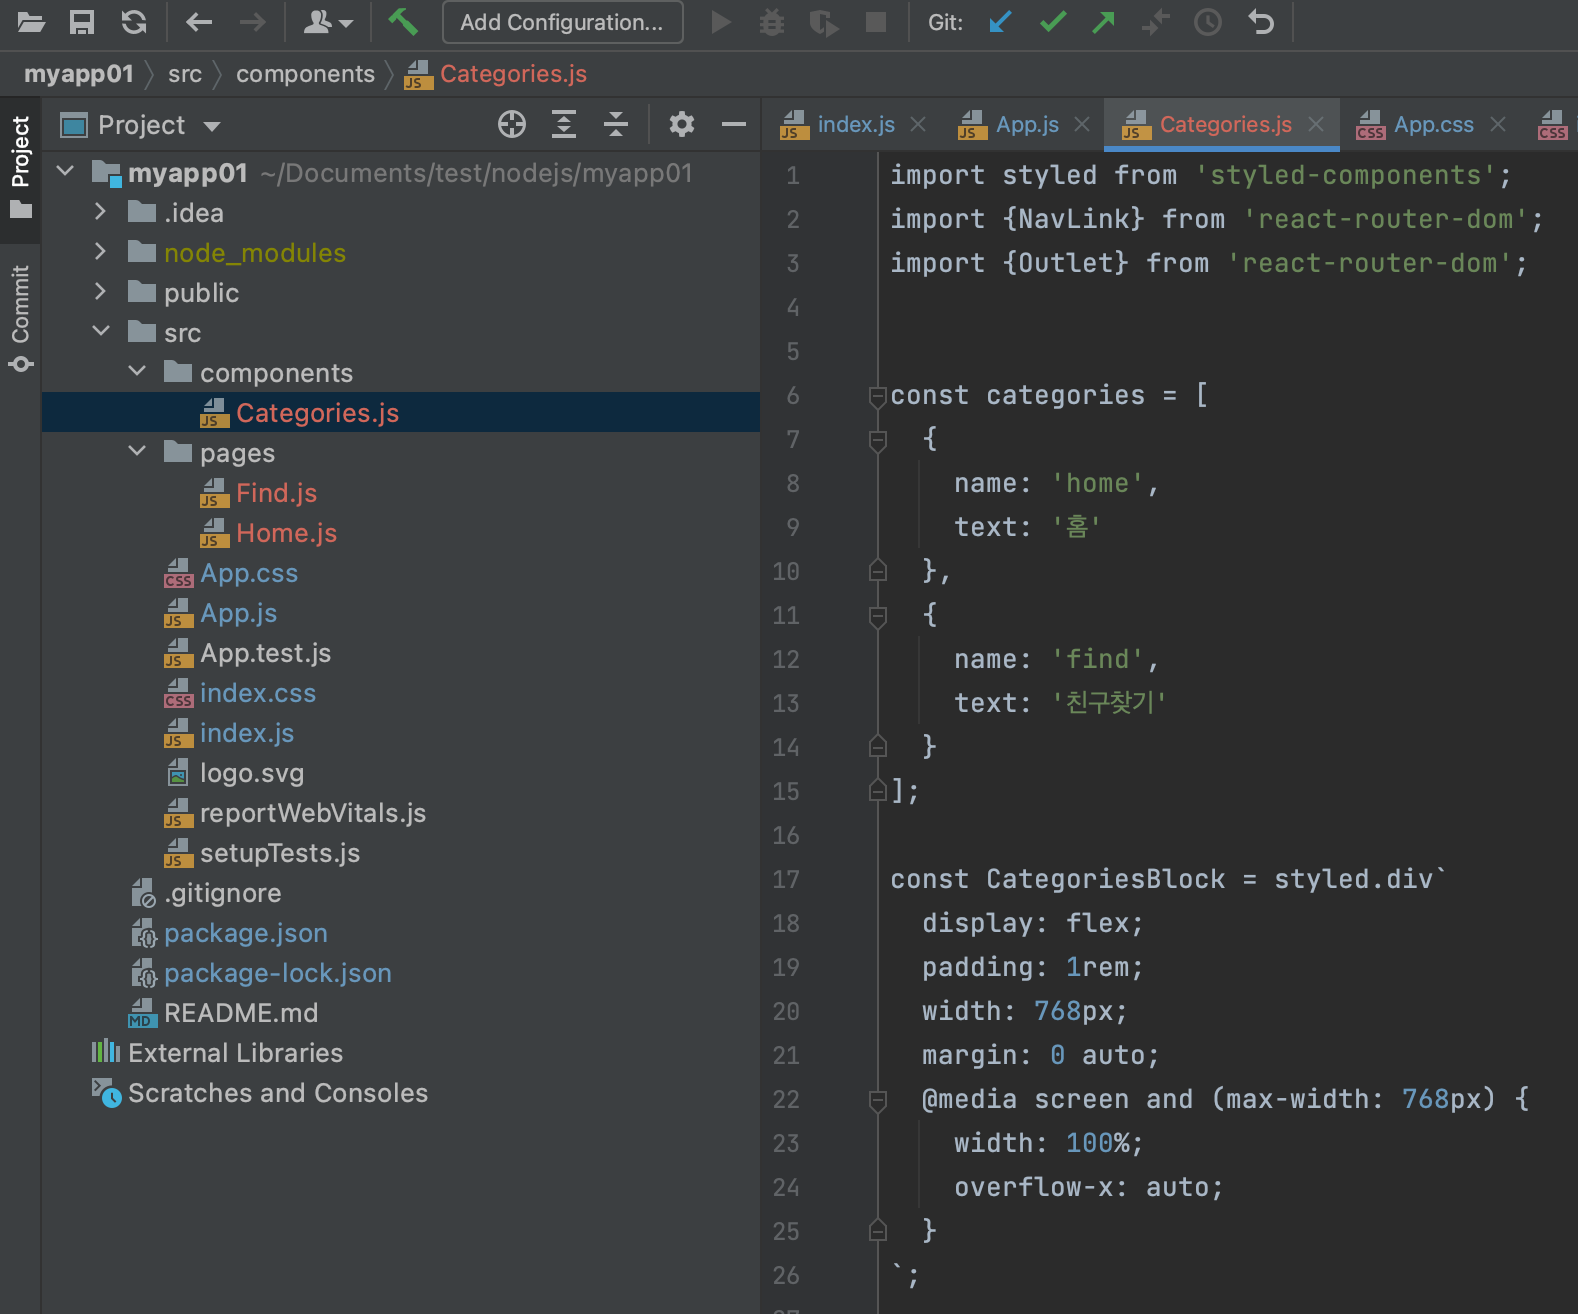 Add Configuration...
Git:
myapp01
src
components
Categories.js
Project
Commit
Project
myapp01 ~/Documents/test/nodejs/myapp01
.idea
node_modules
public
src
components
Categories.js
pages
Find.js
Home.js
App.css
App.js
App.test.js
index.css
index.js
logo.svg
reportWebVitals.js
setupTests.js
.gitignore
package.json
package-lock.json
README.md
External Libraries
Scratches and Consoles
index.js
App.js
Categories.js
App.css
1 import styled from 'styled-components';
2 import {NavLink} from 'react-router-dom';
3 import {Outlet} from 'react-router-dom';
4
5
6 const categories = [
7 {
8 name: 'home',
9 text: '홈'
10 },
11 {
12 name: 'find',
13 text: '친구찾기'
14 }
15 ];
16
17 const CategoriesBlock = styled.div`
18 display: flex;
19 padding: 1rem;
20 width: 768px;
21 margin: 0 auto;
22 @media screen and (max-width: 768px) {
23 width: 100%;
24 overflow-x: auto;
25 }
26 `;